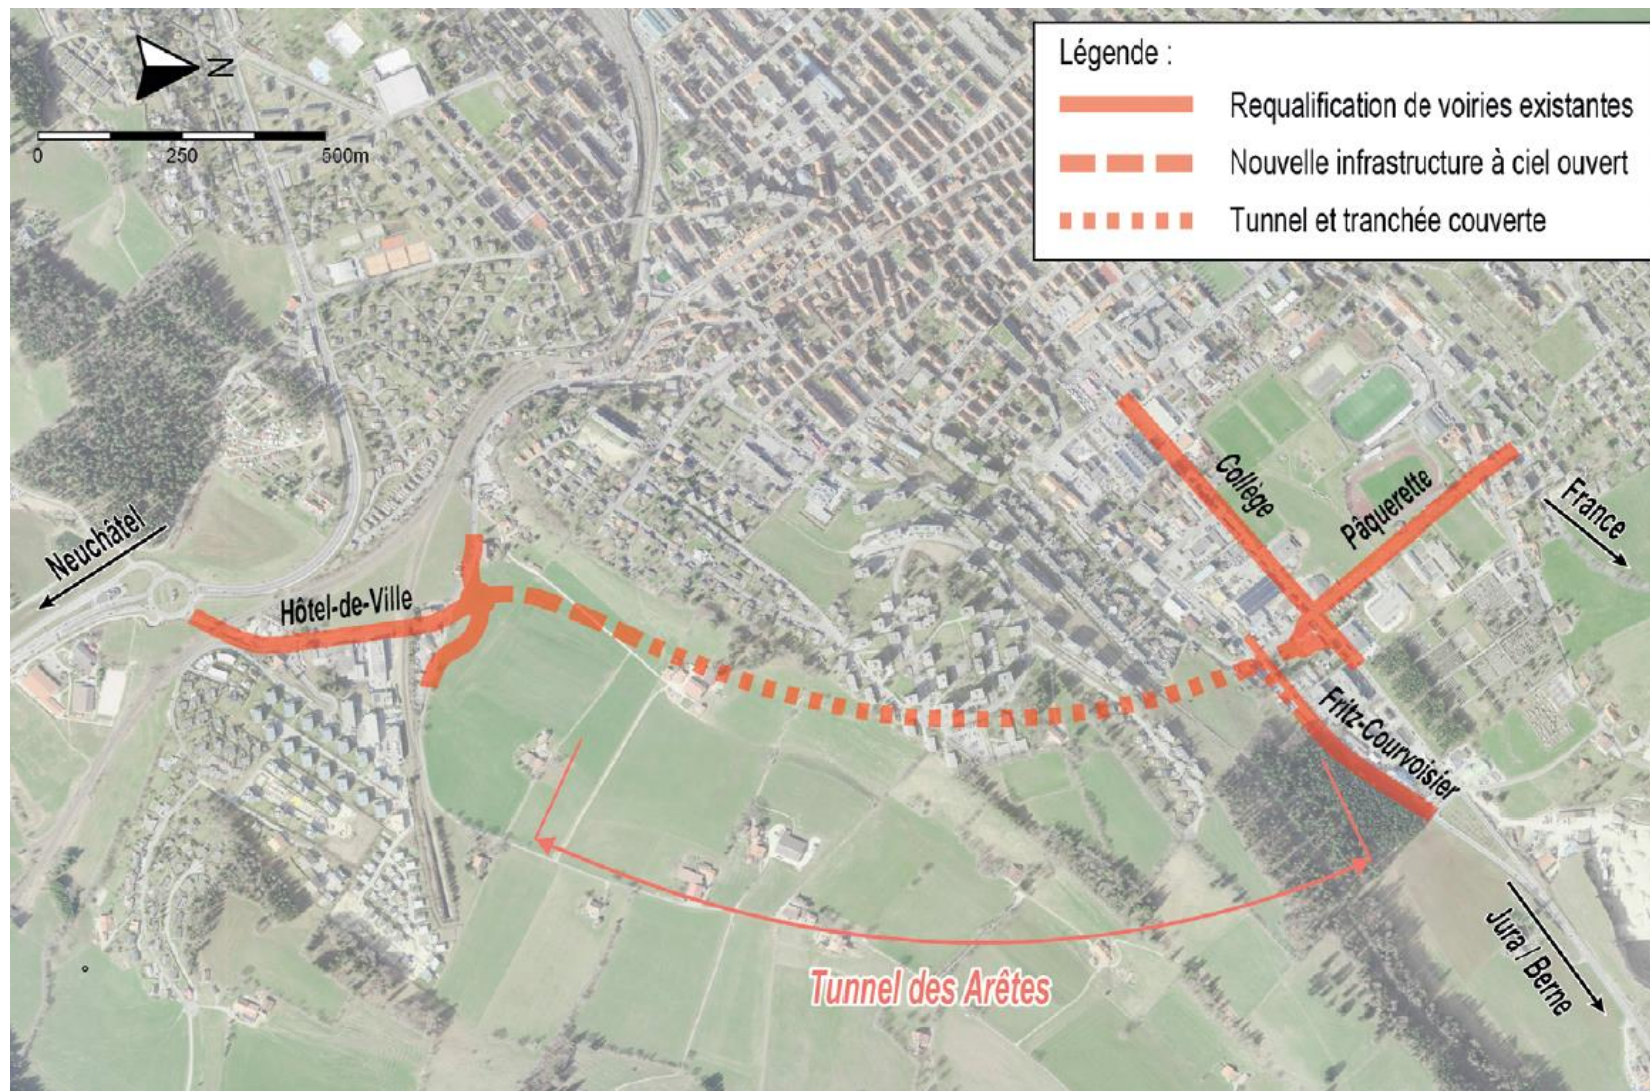 N
0 250 500m
Légende :
Requalification de voiries existantes
Nouvelle infrastructure à ciel ouvert
Tunnel et tranchée couverte
Neuchâtel
Hôtel-de-Ville
Collège
Pâquerette
France
Fritz-Courvoisier
Jura / Berne
Tunnel des Arêtes